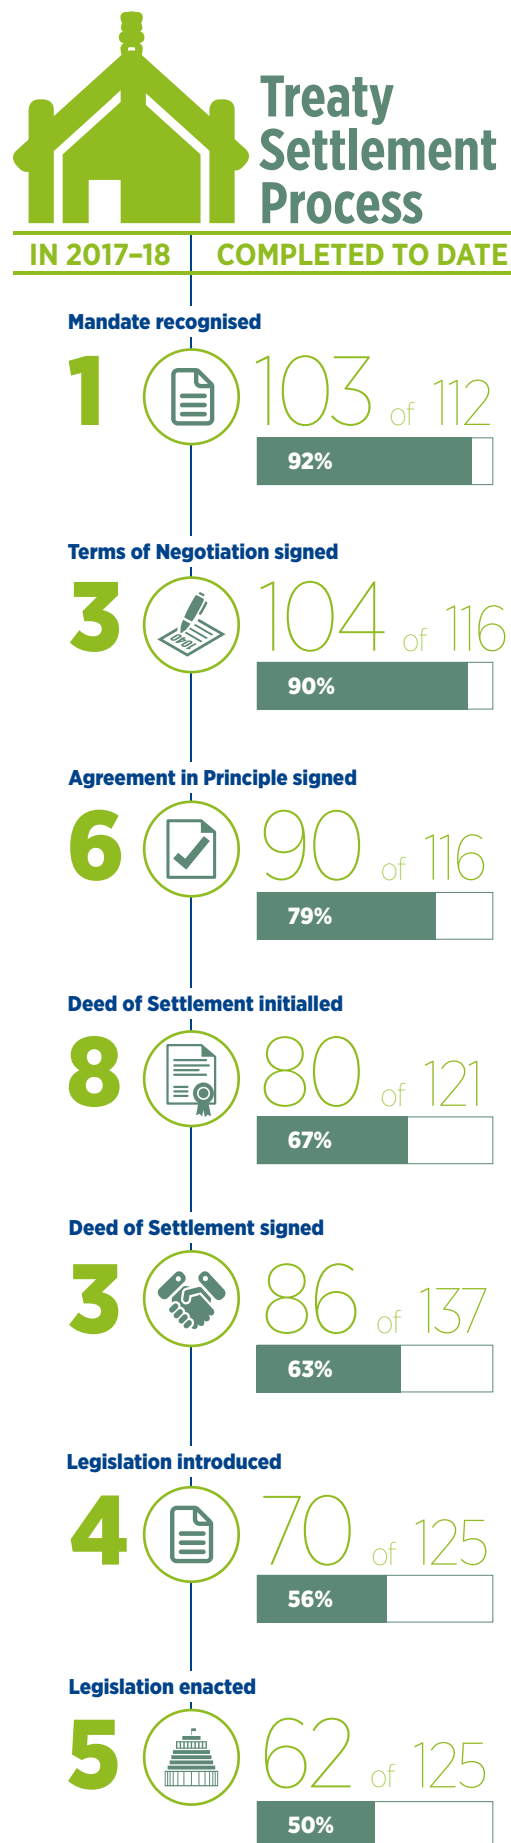 Treaty
Settlement
Process
IN 2017–18 COMPLETED TO DATE
Mandate recognised
1 103 of 112
92%
Terms of Negotiation signed
3 1040 104 of 116
90%
Agreement in Principle signed
6 90 of 116
79%
Deed of Settlement initialled
8 80 of 121
67%
Deed of Settlement signed
3 86 of 137
63%
Legislation introduced
4 70 of 125
56%
Legislation enacted
5 62 of 125
50%